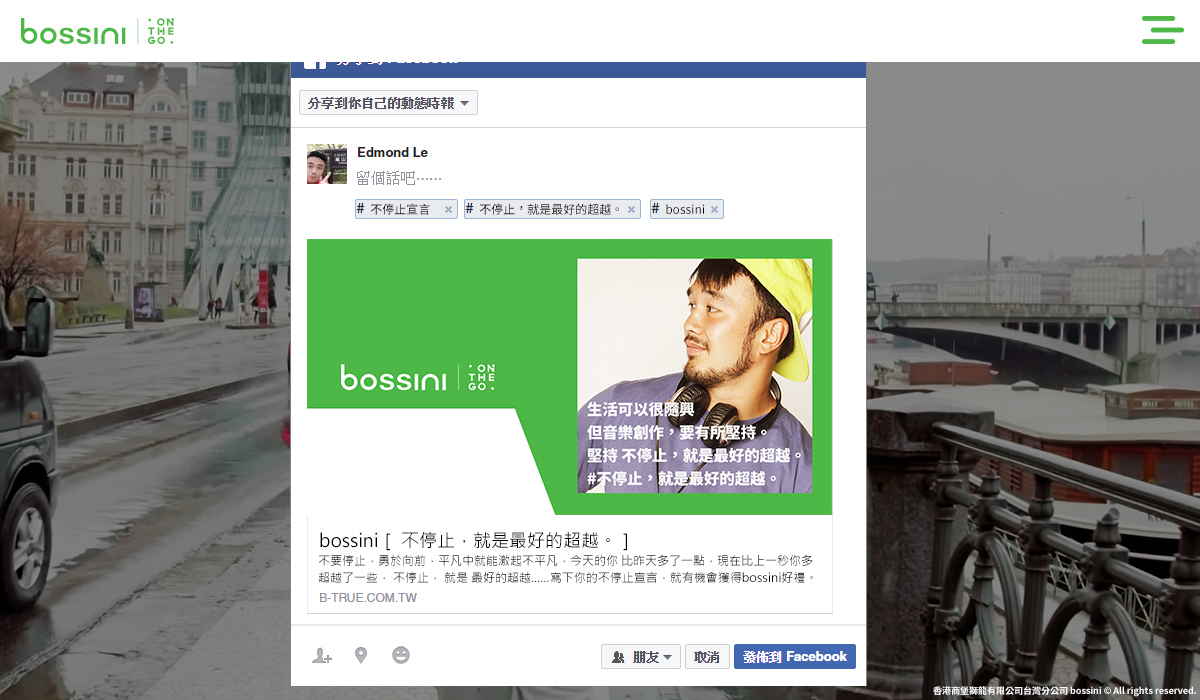 bossini ON THE GO
分享到 Facebook
分享到你自己的動態時報
Edmond Le
留個話吧……
# 不停止宣言 × # 不停止，就是最好的超越。 × # bossini ×
bossini ON THE GO
生活可以很隨興
但音樂創作，要有所堅持。
堅持 不停止，就是最好的超越。
#不停止，就是最好的超越。
bossini [ 不停止，就是最好的超越。 ]
不要停止，勇於向前，平凡中就能激起不平凡，今天的你 比昨天多了一點，現在比上一秒你多
超越了一些， 不停止， 就是 最好的超越......寫下你的不停止宣言，就有機會獲得bossini好禮。
B-TRUE.COM.TW
朋友 取消 發佈到 Facebook
香港商堡獅龍有限公司台灣分公司 bossini © All rights reserved.